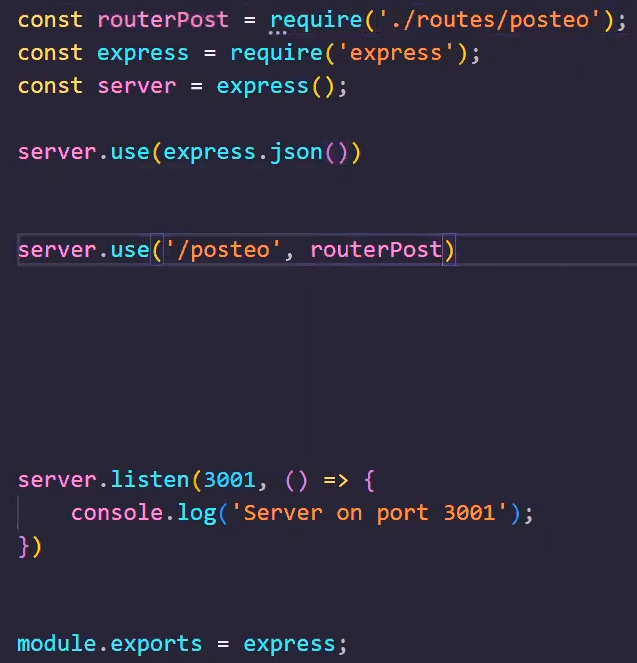 const routerPost = require('./routes/posteo');
const express = require('express');
const server = express();
server.use(express.json())
server.use('/posteo', routerPost)
server.listen(3001, () => {
console.log('Server on port 3001');
})
module.exports = express;